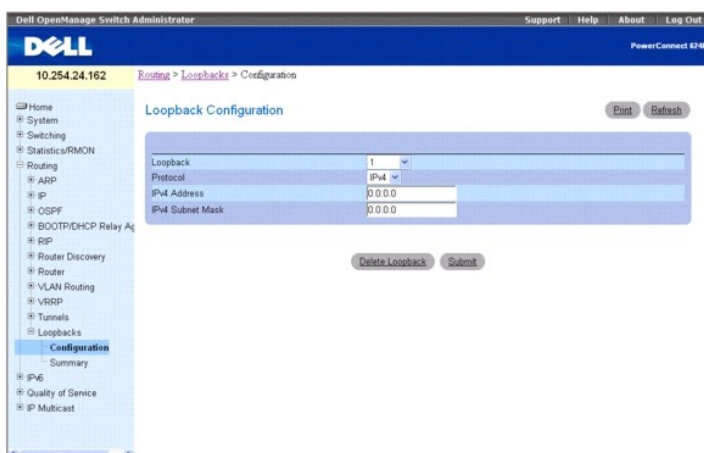 Dell OpenManage Switch Administrator
Support Help About Log Out
DELL
PowerConnect 6248
10.254.24.162
Routing > Loopbacks > Configuration
Home
System
Switching
Statistics/RMON
Routing
ARP
IP
OSPF
BOOTP/DHCP Relay Ag
RIP
Router Discovery
Router
VLAN Routing
VRRP
Tunnels
Loopbacks
Configuration
Summary
IPv6
Quality of Service
IP Multicast
Loopback Configuration
Print Refresh
Loopback 1
Protocol IPv4
IPv4 Address 0.0.0.0
IPv4 Subnet Mask 0.0.0.0
Delete Loopback Submit